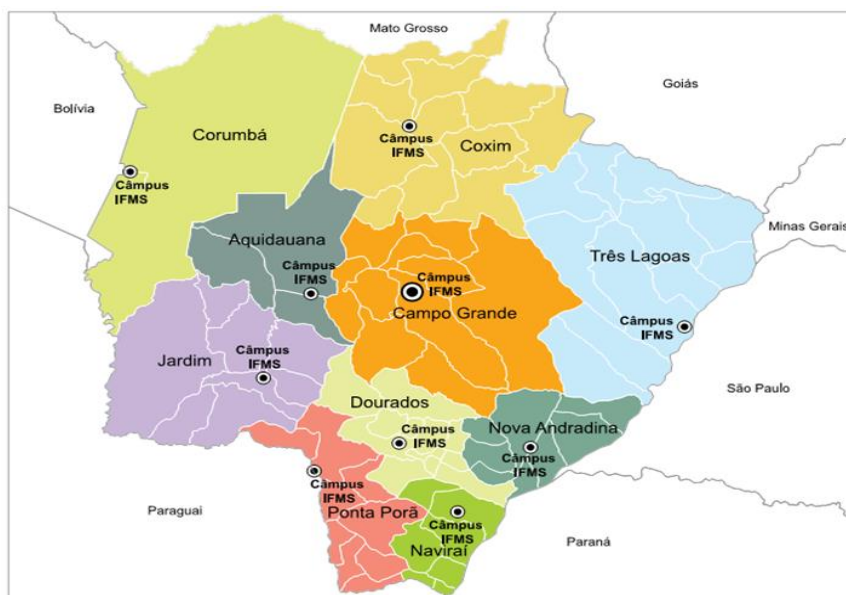 Mato Grosso
Goiás
Bolívia
Câmpus
IFMS
Corumbá
Coxim
Câmpus
IFMS
Minas Gerais
Aquidauana
Três Lagoas
Câmpus
IFMS
Câmpus
IFMS
Campo Grande
Câmpus
IFMS
Jardim
Câmpus
IFMS
São Paulo
Dourados
Câmpus
IFMS
Nova Andradina
Câmpus
IFMS
Câmpus
IFMS
Paraguai
Ponta Porã
Câmpus
IFMS
Naviraí
Paraná